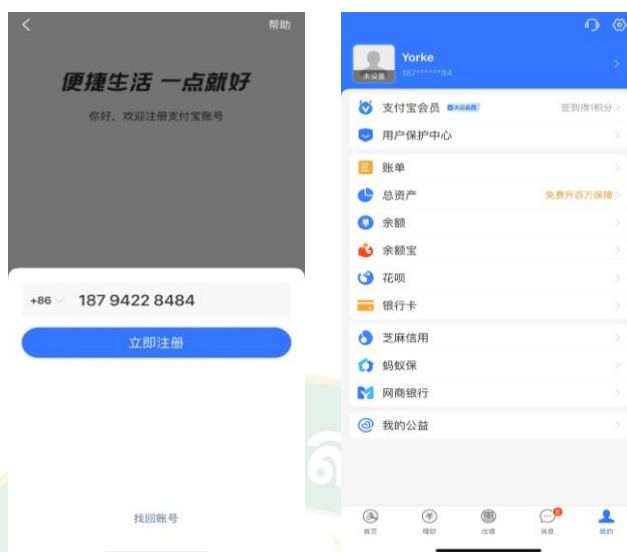 帮助
便捷生活 一点就好
你好，欢迎注册支付宝账号
+86 187 9422 8484
立即注册
找回账号
Yorke
未设置
187******84
支付宝会员 大众会员 签到得1积分
用户保护中心
账单
总资产 免费升百万保障
余额
余额宝
花呗
银行卡
芝麻信用
蚂蚁保
网商银行
我的公益
首页 理财 消息 我的